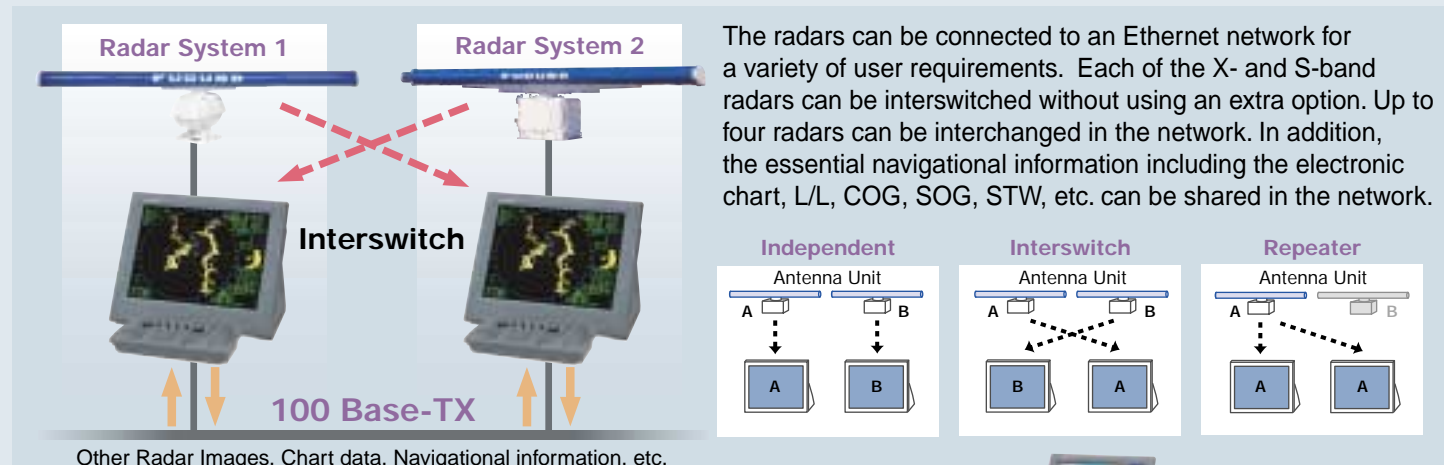 Radar System 1
Radar System 2
FURUNO
FURUNO
Interswitch
100 Base-TX
Other Radar Images, Chart data, Navigational information, etc.
The radars can be connected to an Ethernet network for
a variety of user requirements. Each of the X- and S-band
radars can be interswitched without using an extra option. Up to
four radars can be interchanged in the network. In addition,
the essential navigational information including the electronic
chart, L/L, COG, SOG, STW, etc. can be shared in the network.
Independent
Antenna Unit
A B
A B
Interswitch
Antenna Unit
A B
B A
Repeater
Antenna Unit
A B
A A